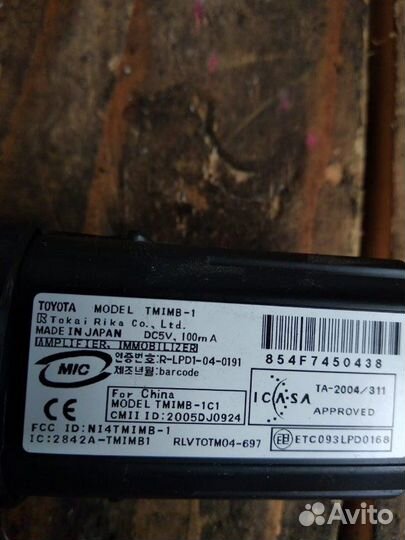 TOYOTA MODEL TMIMB-1
Tokai Rika Co., Ltd.
MADE IN JAPAN DC5V, 100mA
AMPLIFIER, IMMOBILIZER
MIC
인증번호:R-LPD1-04-0191
제조년월:barcode
CE
For China
MODEL TMIMB-1C1
CMII ID:2005DJ0924
FCC ID:NI4TMIMB-1
IC:2842A-TMIMB1
RLVTOTM04-697
854F7450438
ICASA
TA-2004/311
APPROVED
ETC093LPD0168
Avito